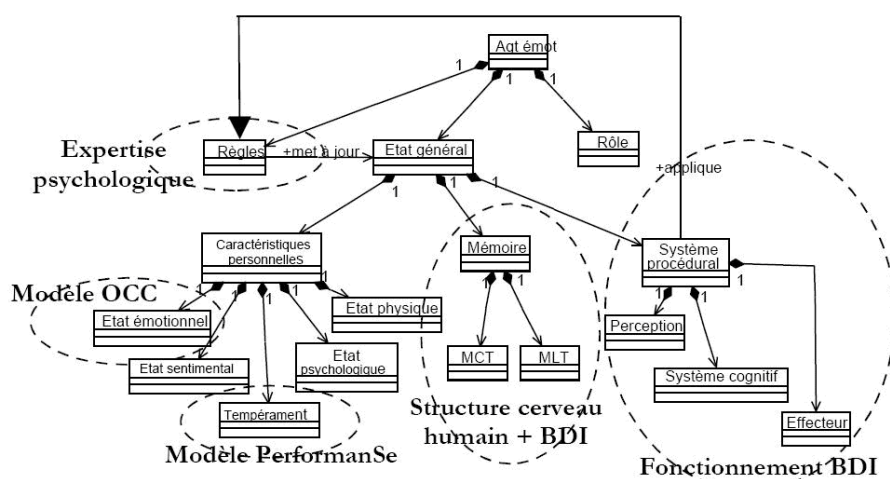 Agt émot
1
1
1
Règles
+met à jour
Etat général
Rôle
Expertise
psychologique
1
1
1
+applique
Caractéristiques
personnelles
Mémoire
Système
procédural
1
1
1
1
1
1
1
1
1
1
Modèle OCC
Etat émotionnel
Etat physique
Perception
Etat sentimental
Etat
psychologique
MCT
MLT
Système cognitif
Tempérament
Structure cerveau
humain + BDI
Effecteur
Modèle PerformanSe
Fonctionnement BDI